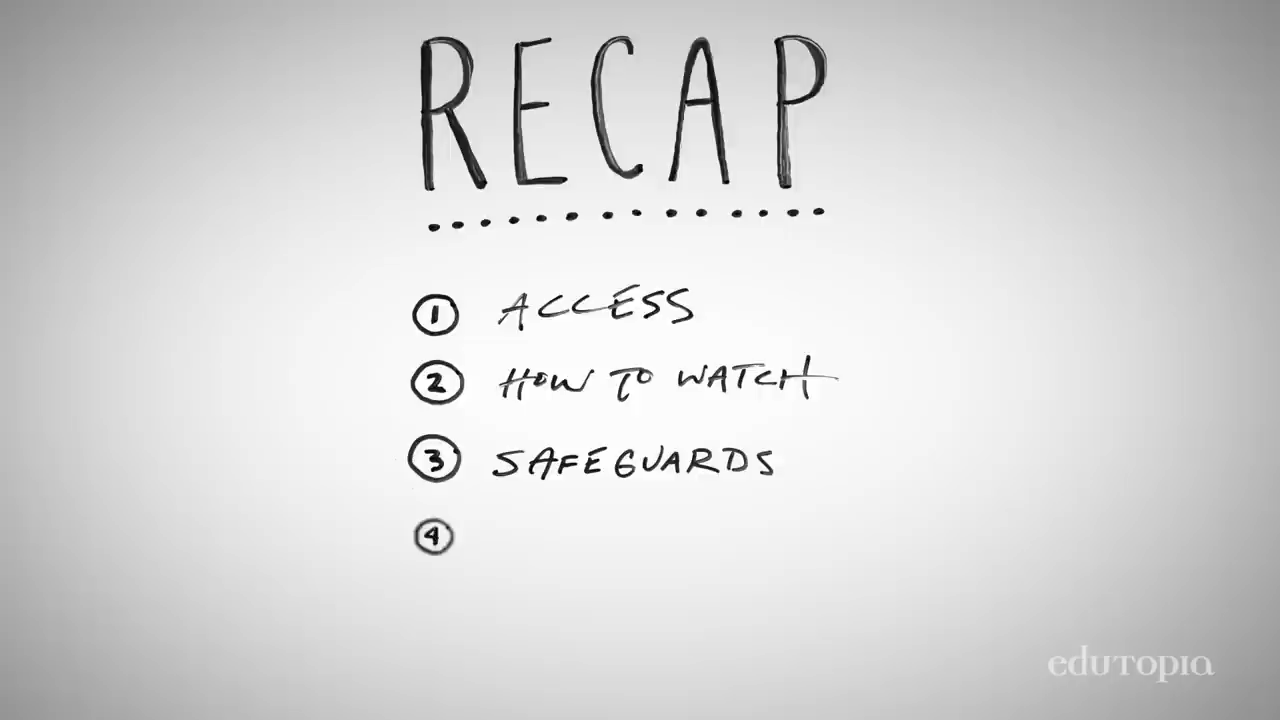 RECAP
1 ACCESS
2 HOW TO WATCH
3 SAFEGUARDS
4
edutopia